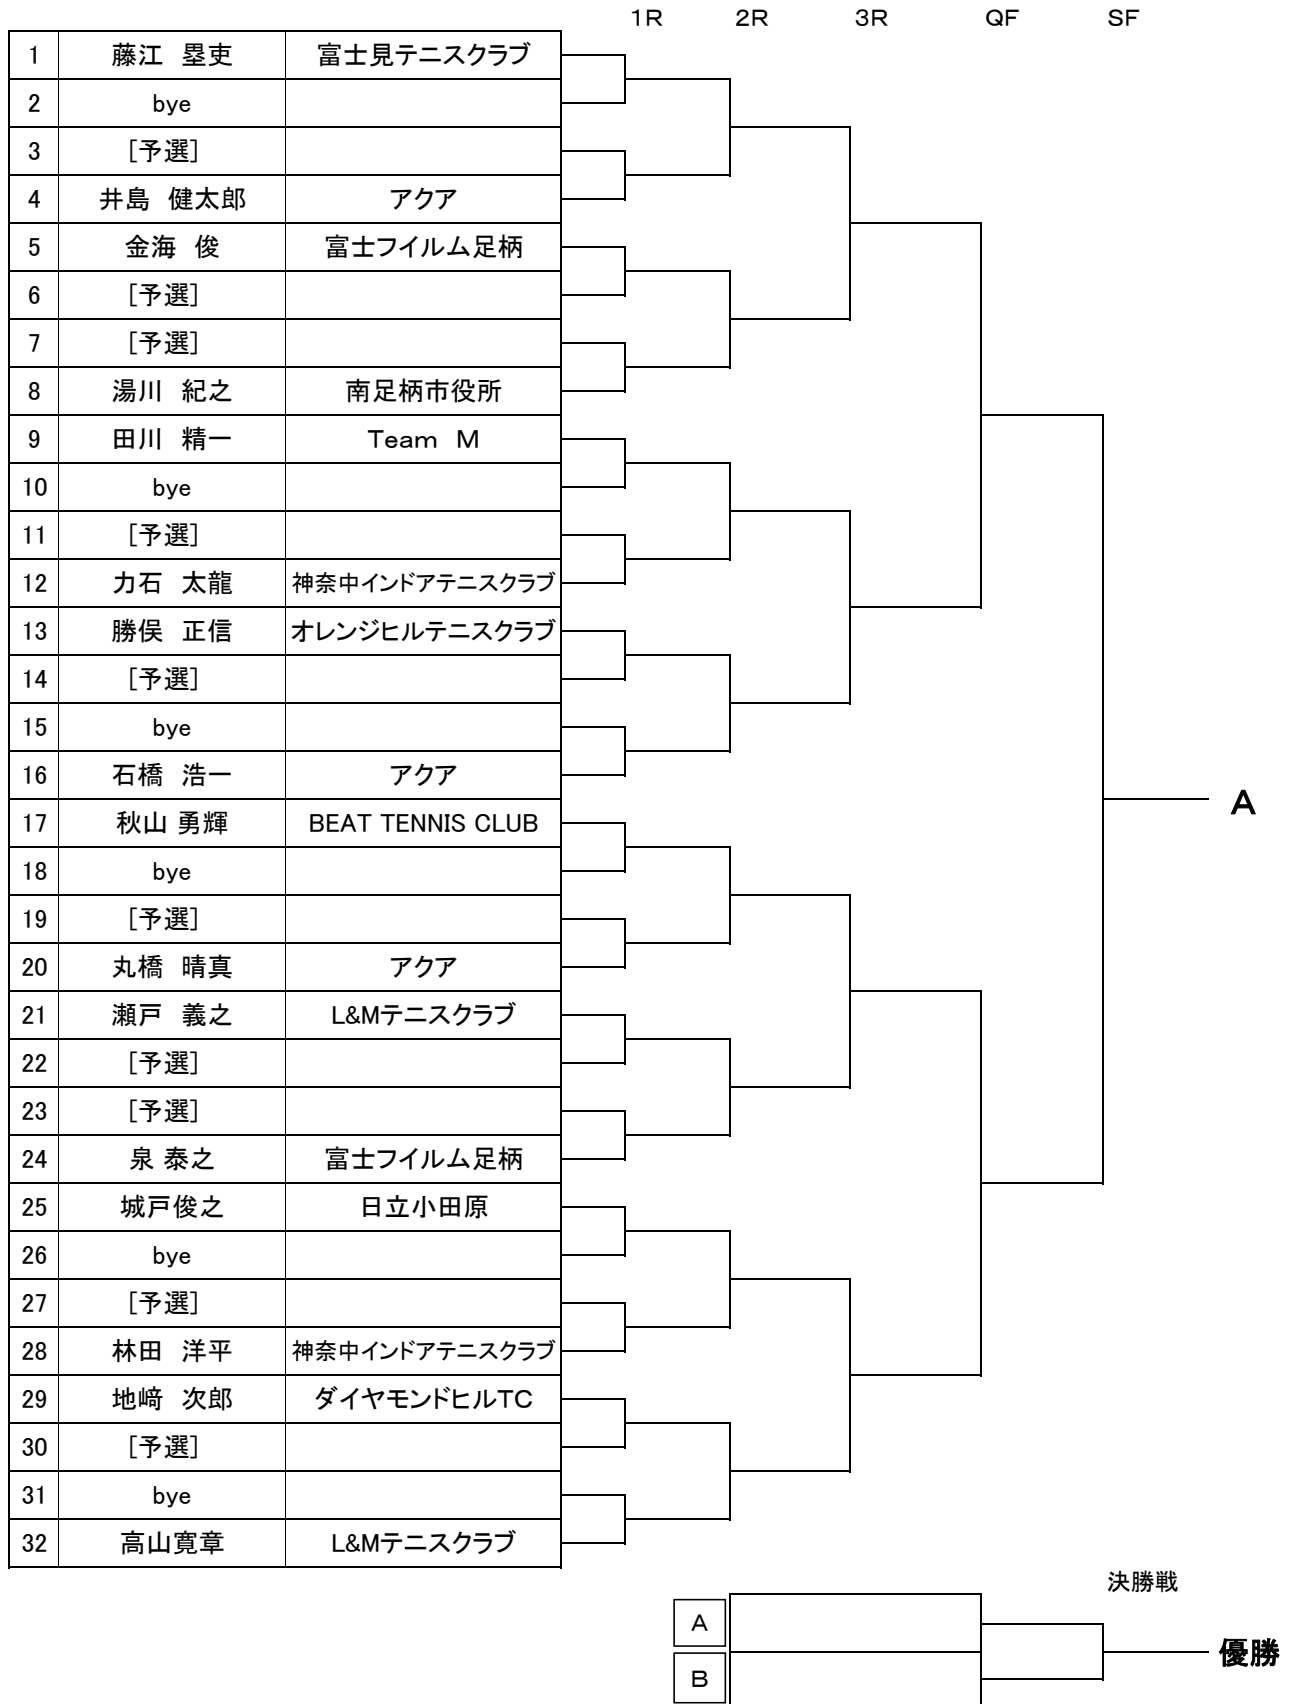 1R 2R 3R QF SF
1 藤江 塁吏 富士見テニスクラブ
2 bye
3 [予選]
4 井島 健太郎 アクア
5 金海 俊 富士フイルム足柄
6 [予選]
7 [予選]
8 湯川 紀之 南足柄市役所
9 田川 精一 Team M
10 bye
11 [予選]
12 力石 太龍 神奈中インドアテニスクラブ
13 勝俣 正信 オレンジヒルテニスクラブ
14 [予選]
15 bye
16 石橋 浩一 アクア
A
17 秋山 勇輝 BEAT TENNIS CLUB
18 bye
19 [予選]
20 丸橋 晴真 アクア
21 瀬戸 義之 L&Mテニスクラブ
22 [予選]
23 [予選]
24 泉 泰之 富士フイルム足柄
25 城戸俊之 日立小田原
26 bye
27 [予選]
28 林田 洋平 神奈中インドアテニスクラブ
29 地﨑 次郎 ダイヤモンドヒルTC
30 [予選]
31 bye
32 高山寛章 L&Mテニスクラブ
決勝戦
A
優勝
B